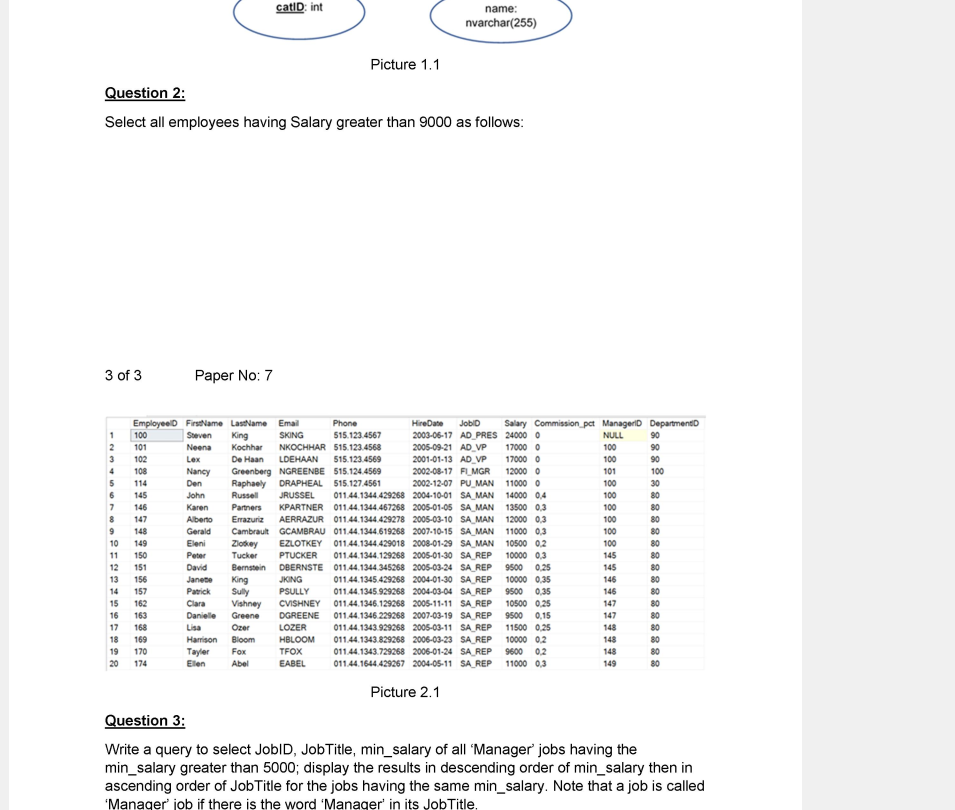 catID: int
name:
nvarchar(255)
Picture 1.1
Question 2:
Select all employees having Salary greater than 9000 as follows:
3 of 3 Paper No: 7
EmployeeID FirstName LastName Email Phone HireDate JobID Salary Commission_pct ManagerID DepartmentID
1 100 Steven King SKING 515.123.4567 2003-06-17 AD_PRES 24000 0 NULL 90
2 101 Neena Kochhar NKOCHHAR 515.123.4568 2005-09-21 AD_VP 17000 0 100 90
3 102 Lex De Haan LDEHAAN 515.123.4569 2001-01-13 AD_VP 17000 0 100 90
4 108 Nancy Greenberg NGREENBE 515.124.4569 2002-08-17 FI_MGR 12000 0 101 100
5 114 Den Raphaely DRAPHEAL 515.127.4561 2002-12-07 PU_MAN 11000 0 100 30
6 145 John Russell JRUSSEL 011.44.1344.429268 2004-10-01 SA_MAN 14000 0,4 100 80
7 146 Karen Partners KPARTNER 011.44.1344.467268 2005-01-05 SA_MAN 13500 0,3 100 80
8 147 Alberto Errazuriz AERRAZUR 011.44.1344.429278 2005-03-10 SA_MAN 12000 0,3 100 80
9 148 Gerald Cambrault GCAMBRAU 011.44.1344.619268 2007-10-15 SA_MAN 11000 0,3 100 80
10 149 Eleni Zlotkey EZLOTKEY 011.44.1344.429018 2008-01-29 SA_MAN 10500 0,2 100 80
11 150 Peter Tucker PTUCKER 011.44.1344.129268 2005-01-30 SA_REP 10000 0,3 145 80
12 151 David Bernstein DBERNSTE 011.44.1344.345268 2005-03-24 SA_REP 9500 0,25 145 80
13 156 Janette King JKING 011.44.1345.429268 2004-01-30 SA_REP 10000 0,35 146 80
14 157 Patrick Sully PSULLY 011.44.1345.929268 2004-03-04 SA_REP 9500 0,35 146 80
15 162 Clara Vishney CVISHNEY 011.44.1346.129268 2005-11-11 SA_REP 10500 0,25 147 80
16 163 Danielle Greene DGREENE 011.44.1346.229268 2007-03-19 SA_REP 9500 0,15 147 80
17 168 Lisa Ozer LOZER 011.44.1343.929268 2005-03-11 SA_REP 11500 0,25 148 80
18 169 Harrison Bloom HBLOOM 011.44.1343.829268 2006-03-23 SA_REP 10000 0,2 148 80
19 170 Tayler Fox TFOX 011.44.1343.729268 2006-01-24 SA_REP 9600 0,2 148 80
20 174 Ellen Abel EABEL 011.44.1644.429267 2004-05-11 SA_REP 11000 0,3 149 80
Picture 2.1
Question 3:
Write a query to select JobID, JobTitle, min_salary of all ‘Manager’ jobs having the
min_salary greater than 5000; display the results in descending order of min_salary then in
ascending order of JobTitle for the jobs having the same min_salary. Note that a job is called
‘Manager’ job if there is the word ‘Manager’ in its JobTitle.